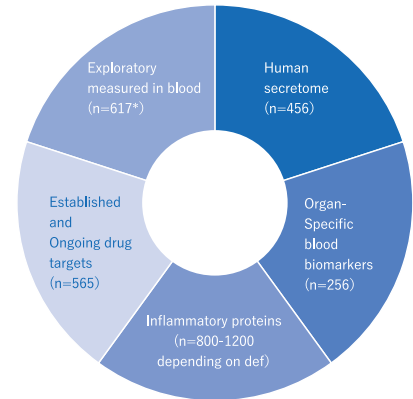 Exploratory
measured in blood
(n=617*)
Human
secretome
(n=456)
Established
and
Ongoing drug
targets
(n=565)
Organ-
Specific
blood
biomarkers
(n=256)
Inflammatory proteins
(n=800-1200
depending on def)